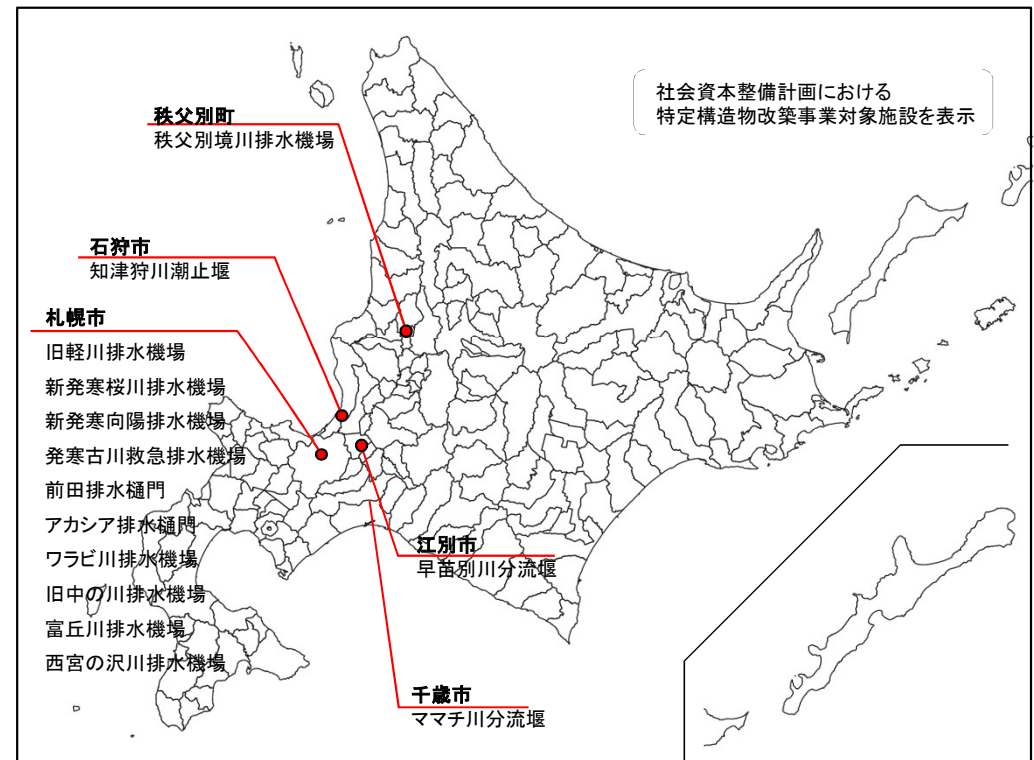 社会資本整備計画における
特定構造物改築事業対象施設を表示
秩父別町
秩父別境川排水機場
石狩市
知津狩川潮止堰
札幌市
旧軽川排水機場
新発寒桜川排水機場
新発寒向陽排水機場
発寒古川救急排水機場
前田排水樋門
アカシア排水樋門
ワラビ川排水機場
旧中の川排水機場
富丘川排水機場
西宮の沢川排水機場
江別市
早苗別川分流堰
千歳市
ママチ川分流堰